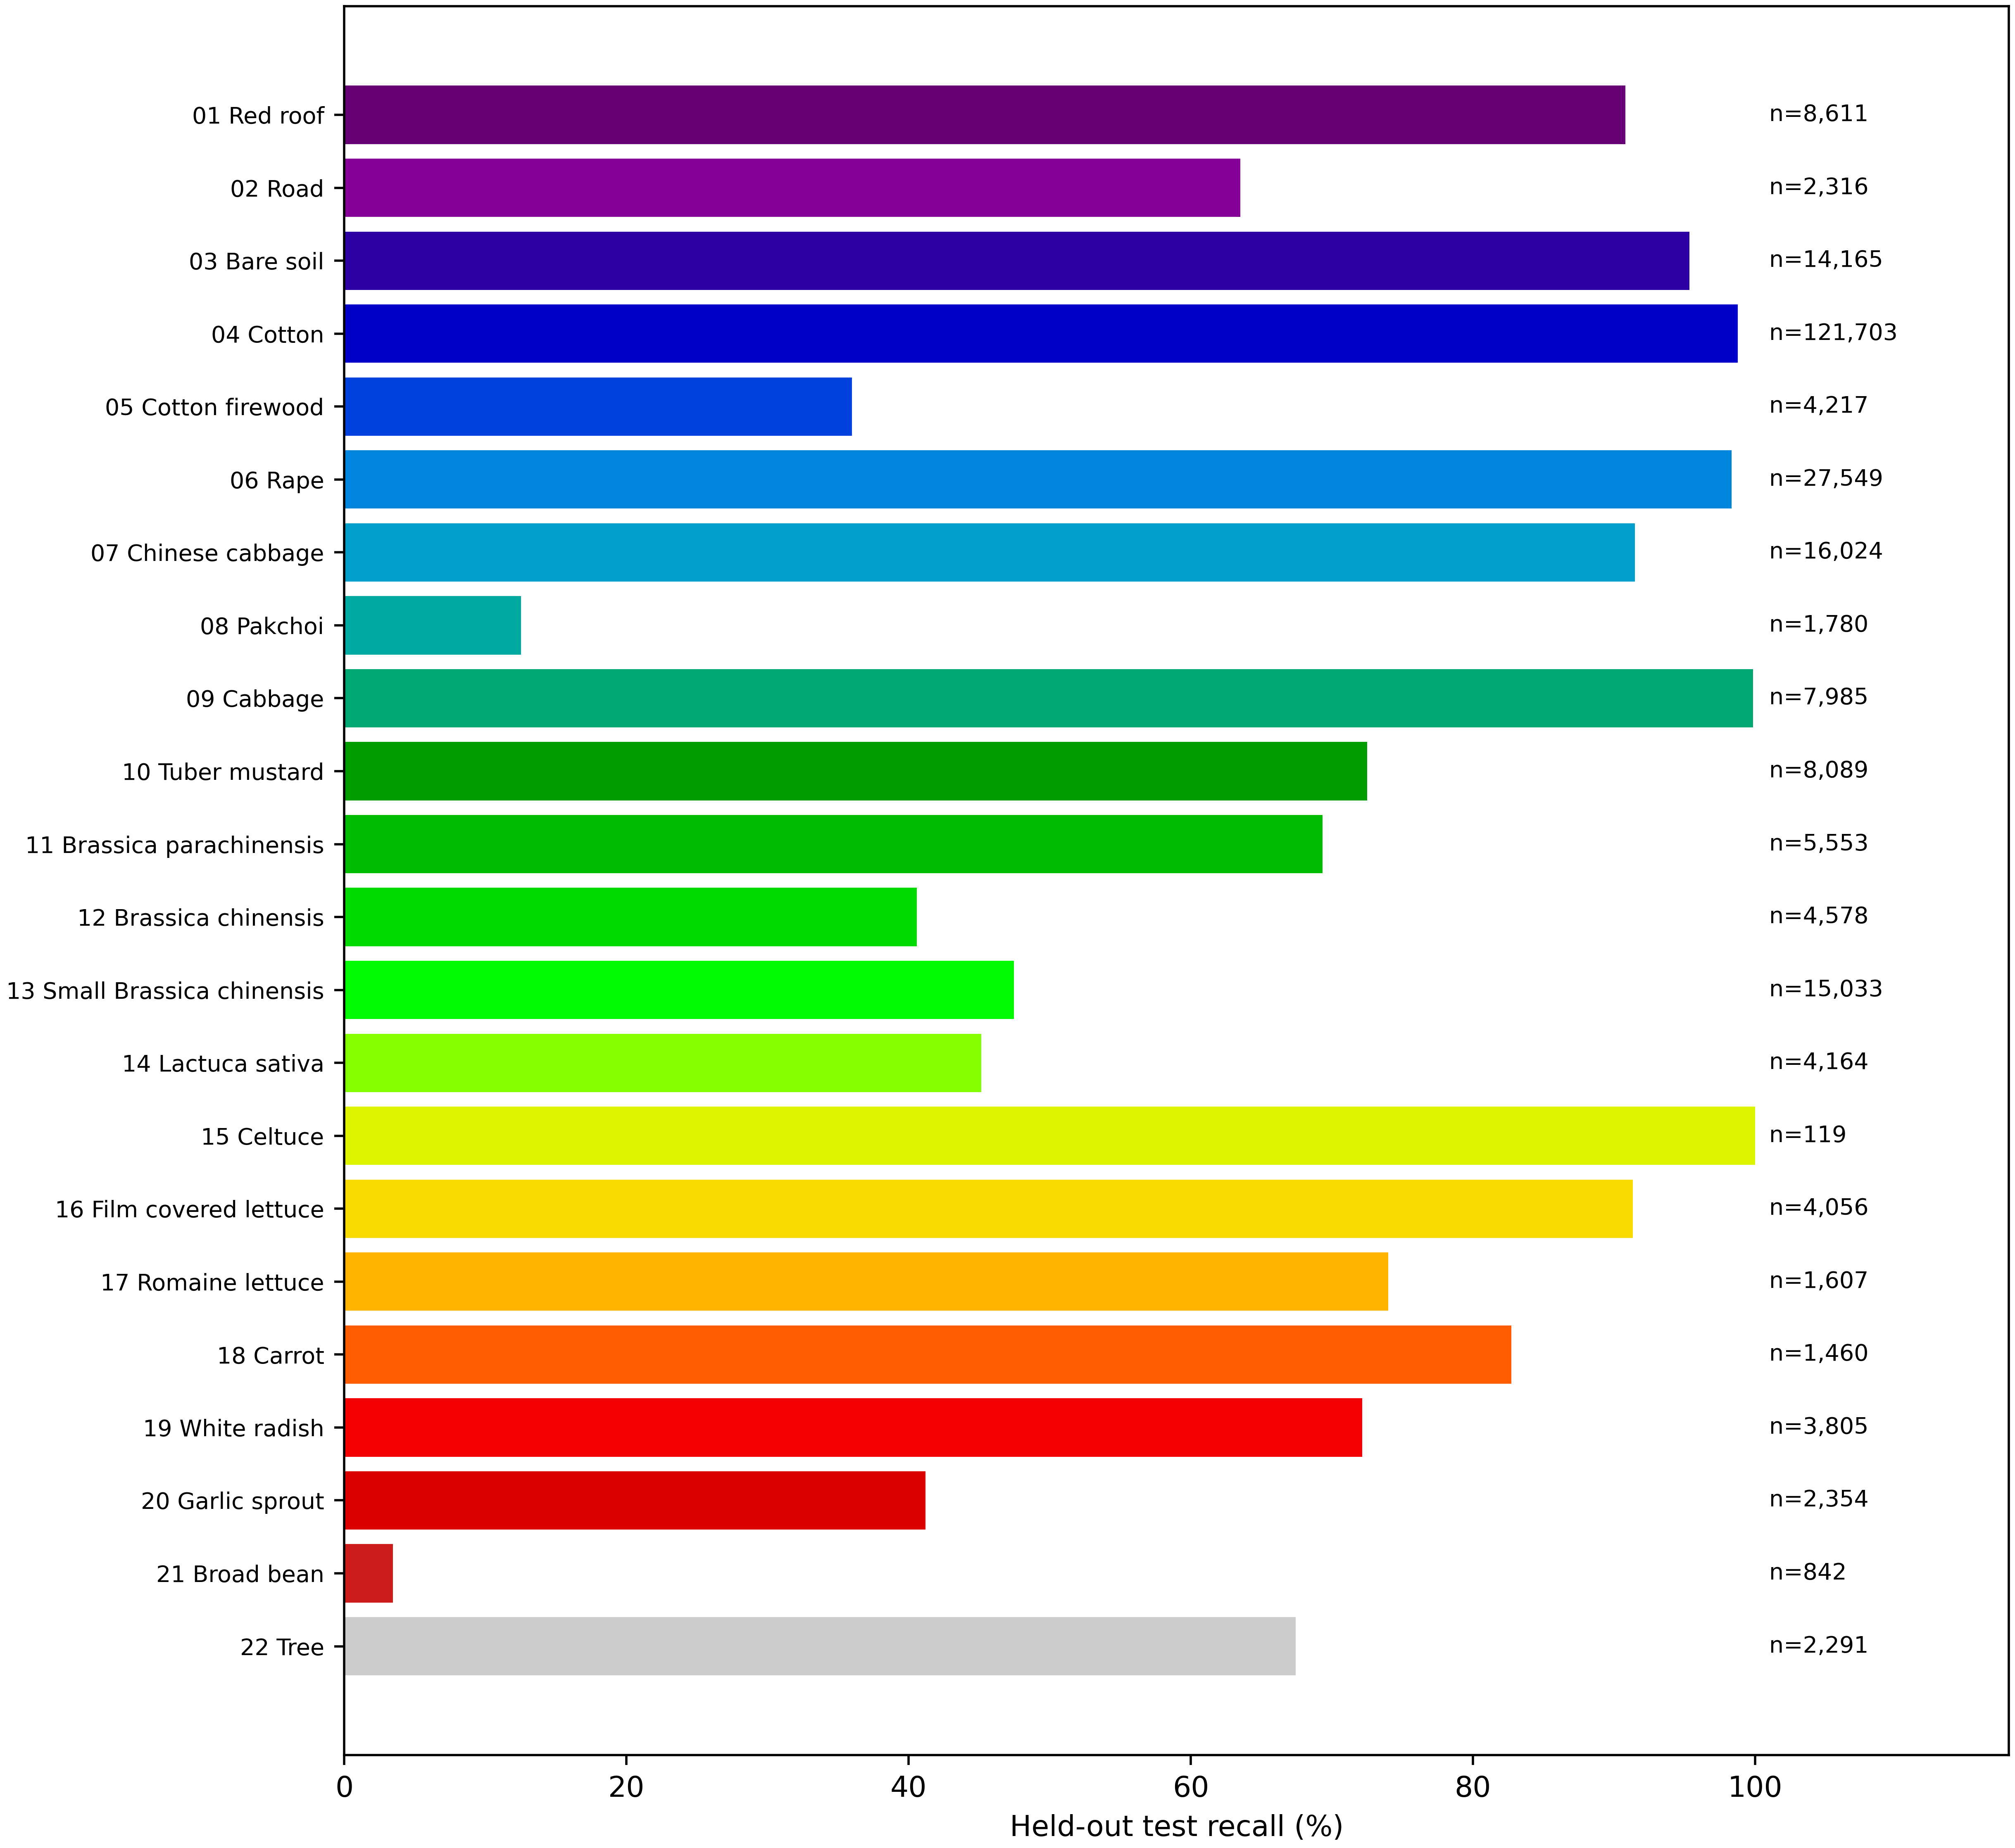 01 Red roof n=8,611
02 Road n=2,316
03 Bare soil n=14,165
04 Cotton n=121,703
05 Cotton firewood n=4,217
06 Rape n=27,549
07 Chinese cabbage n=16,024
08 Pakchoi n=1,780
09 Cabbage n=7,985
10 Tuber mustard n=8,089
11 Brassica parachinensis n=5,553
12 Brassica chinensis n=4,578
13 Small Brassica chinensis n=15,033
14 Lactuca sativa n=4,164
15 Celtuce n=119
16 Film covered lettuce n=4,056
17 Romaine lettuce n=1,607
18 Carrot n=1,460
19 White radish n=3,805
20 Garlic sprout n=2,354
21 Broad bean n=842
22 Tree n=2,291
0 20 40 60 80 100
Held-out test recall (%)